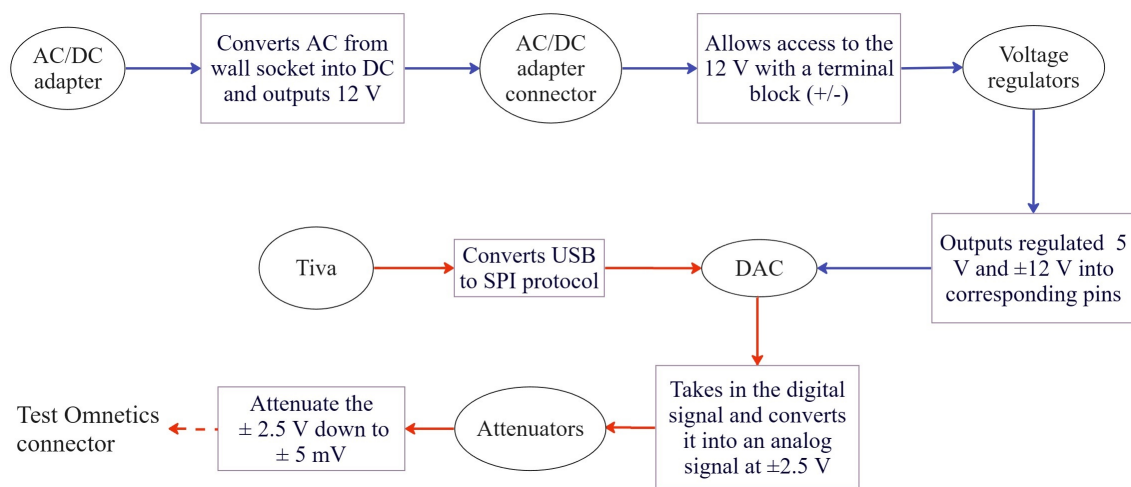 AC/DC
adapter
Converts AC from
wall socket into DC
and outputs 12 V
AC/DC
adapter
connector
Allows access to the
12 V with a terminal
block (+/-)
Voltage
regulators
Tiva
Converts USB
to SPI protocol
DAC
Outputs regulated 5
V and ±12 V into
corresponding pins
Test Omnetics
connector
Attenuate the
± 2.5 V down to
± 5 mV
Attenuators
Takes in the digital
signal and converts
it into an analog
signal at ±2.5 V